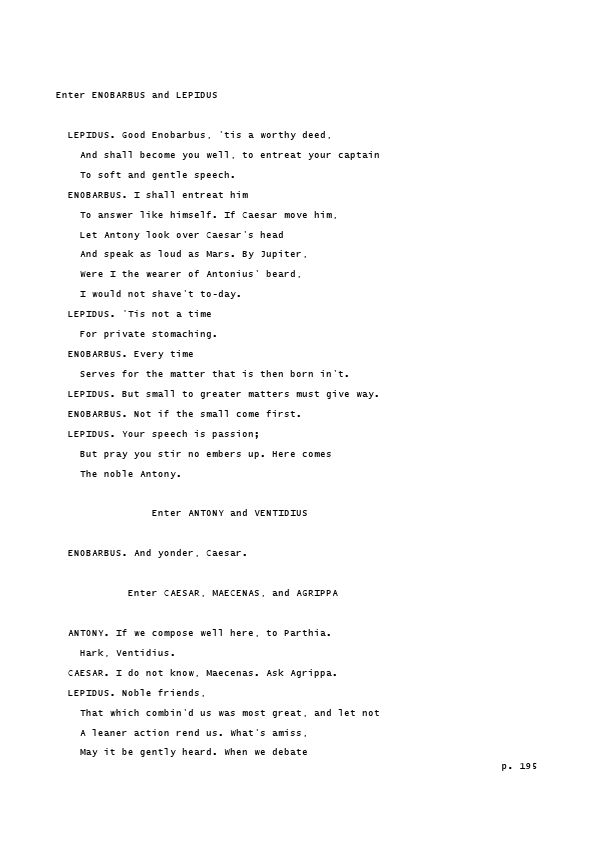 Enter ENOBARBUS and LEPIDUS
LEPIDUS. Good Enobarbus, 'tis a worthy deed,
And shall become you well, to entreat your captain
To soft and gentle speech.
ENOBARBUS. I shall entreat him
To answer like himself. If Caesar move him,
Let Antony look over Caesar's head
And speak as loud as Mars. By Jupiter,
Were I the wearer of Antonius' beard,
I would not shave't to-day.
LEPIDUS. 'Tis not a time
For private stomaching.
ENOBARBUS. Every time
Serves for the matter that is then born in't.
LEPIDUS. But small to greater matters must give way.
ENOBARBUS. Not if the small come first.
LEPIDUS. Your speech is passion;
But pray you stir no embers up. Here comes
The noble Antony.
Enter ANTONY and VENTIDIUS
ENOBARBUS. And yonder, Caesar.
Enter CAESAR, MAECENAS, and AGRIPPA
ANTONY. If we compose well here, to Parthia.
Hark, Ventidius.
CAESAR. I do not know, Maecenas. Ask Agrippa.
LEPIDUS. Noble friends,
That which combin'd us was most great, and let not
A leaner action rend us. What's amiss,
May it be gently heard. When we debate
p. 195